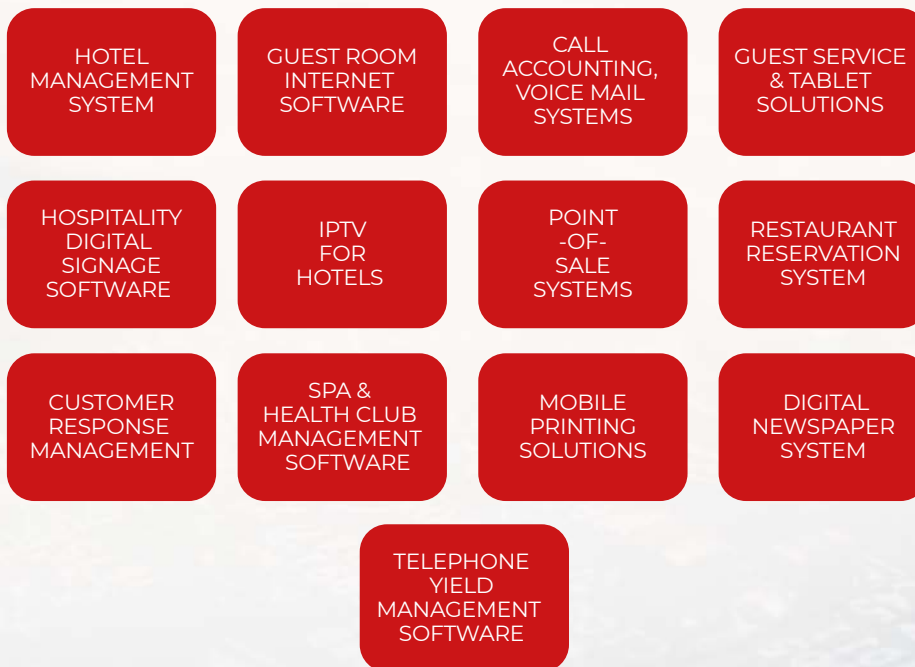 HOTEL
MANAGEMENT
SYSTEM
GUEST ROOM
INTERNET
SOFTWARE
CALL
ACCOUNTING,
VOICE MAIL
SYSTEMS
GUEST SERVICE
& TABLET
SOLUTIONS
HOSPITALITY
DIGITAL
SIGNAGE
SOFTWARE
IPTV
FOR
HOTELS
POINT
-OF-
SALE
SYSTEMS
RESTAURANT
RESERVATION
SYSTEM
CUSTOMER
RESPONSE
MANAGEMENT
SPA &
HEALTH CLUB
MANAGEMENT
SOFTWARE
MOBILE
PRINTING
SOLUTIONS
DIGITAL
NEWSPAPER
SYSTEM
TELEPHONE
YIELD
MANAGEMENT
SOFTWARE